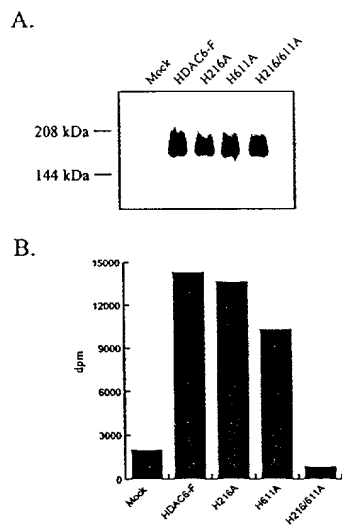 A.
Mock
HDAC6-F
H216A
H611A
H216/611A
208 kDa
144 kDa
B.
15000
12000
9000
6000
3000
0
dpm
Mock
HDAC6-F
H216A
H611A
H216/611A